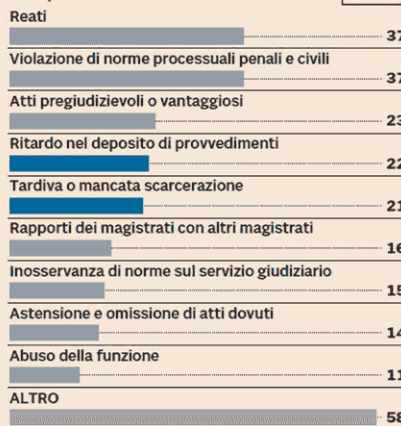 Reati
37
Violazione di norme processuali penali e civili
37
Atti pregiudizievoli o vantaggiosi
23
Ritardo nel deposito di provvedimenti
22
Tardiva o mancata scarcerazione
21
Rapporti dei magistrati con altri magistrati
16
Inosservanza di norme sul servizio giudiziario
15
Astensione e omissione di atti dovuti
14
Abuso della funzione
11
ALTRO
58